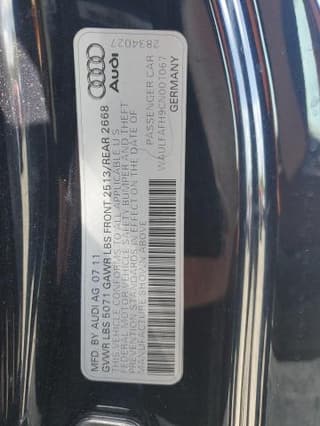 2834027
Audi
MFD. BY AUDI AG 07.11
GVWR LBS 5071 GAWR LBS FRONT 2513/REAR 2668
THIS VEHICLE CONFORMS TO ALL APPLICABLE U.S.
FEDERAL MOTOR VEHICLE SAFETY BUMPER AND THEFT
PREVENTION STANDARDS IN EFFECT ON THE DATE OF
MANUFACTURE SHOWN ABOVE
PASSENGER CAR
WAULFAFH9CN001067
GERMANY